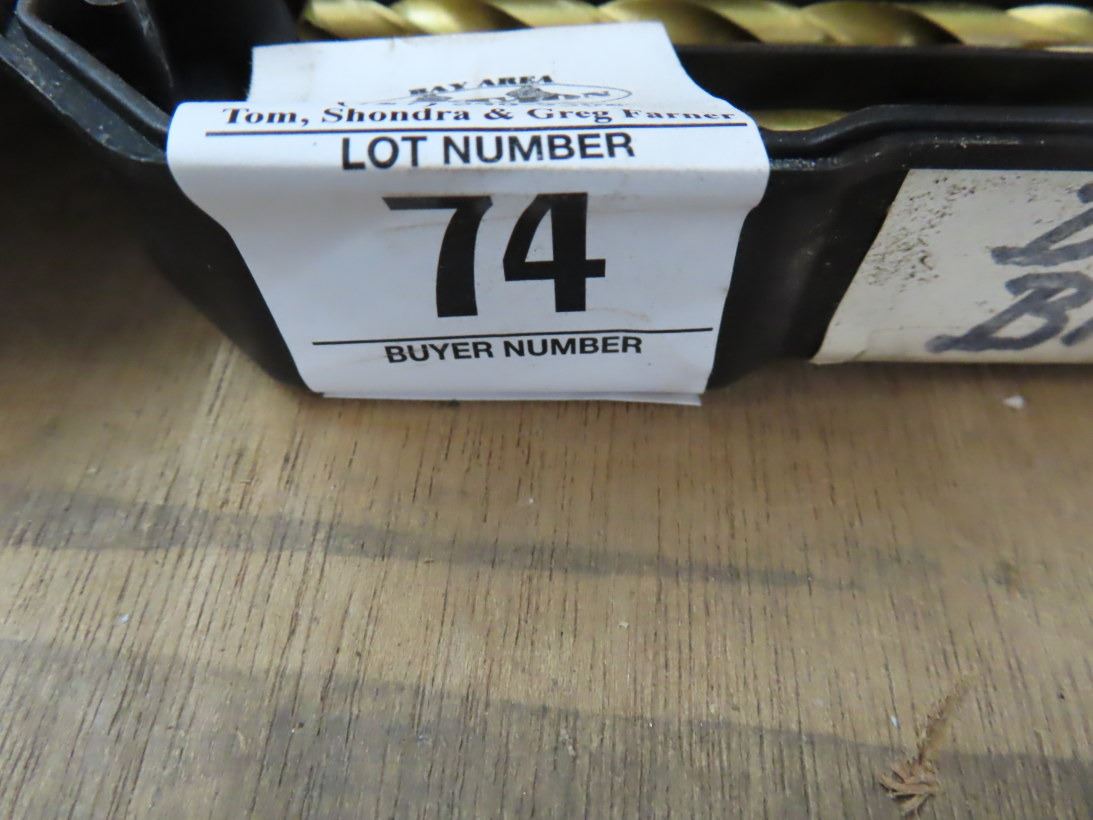 BAY AREA
Tom, Shondra & Greg Farner
LOT NUMBER
74
BUYER NUMBER